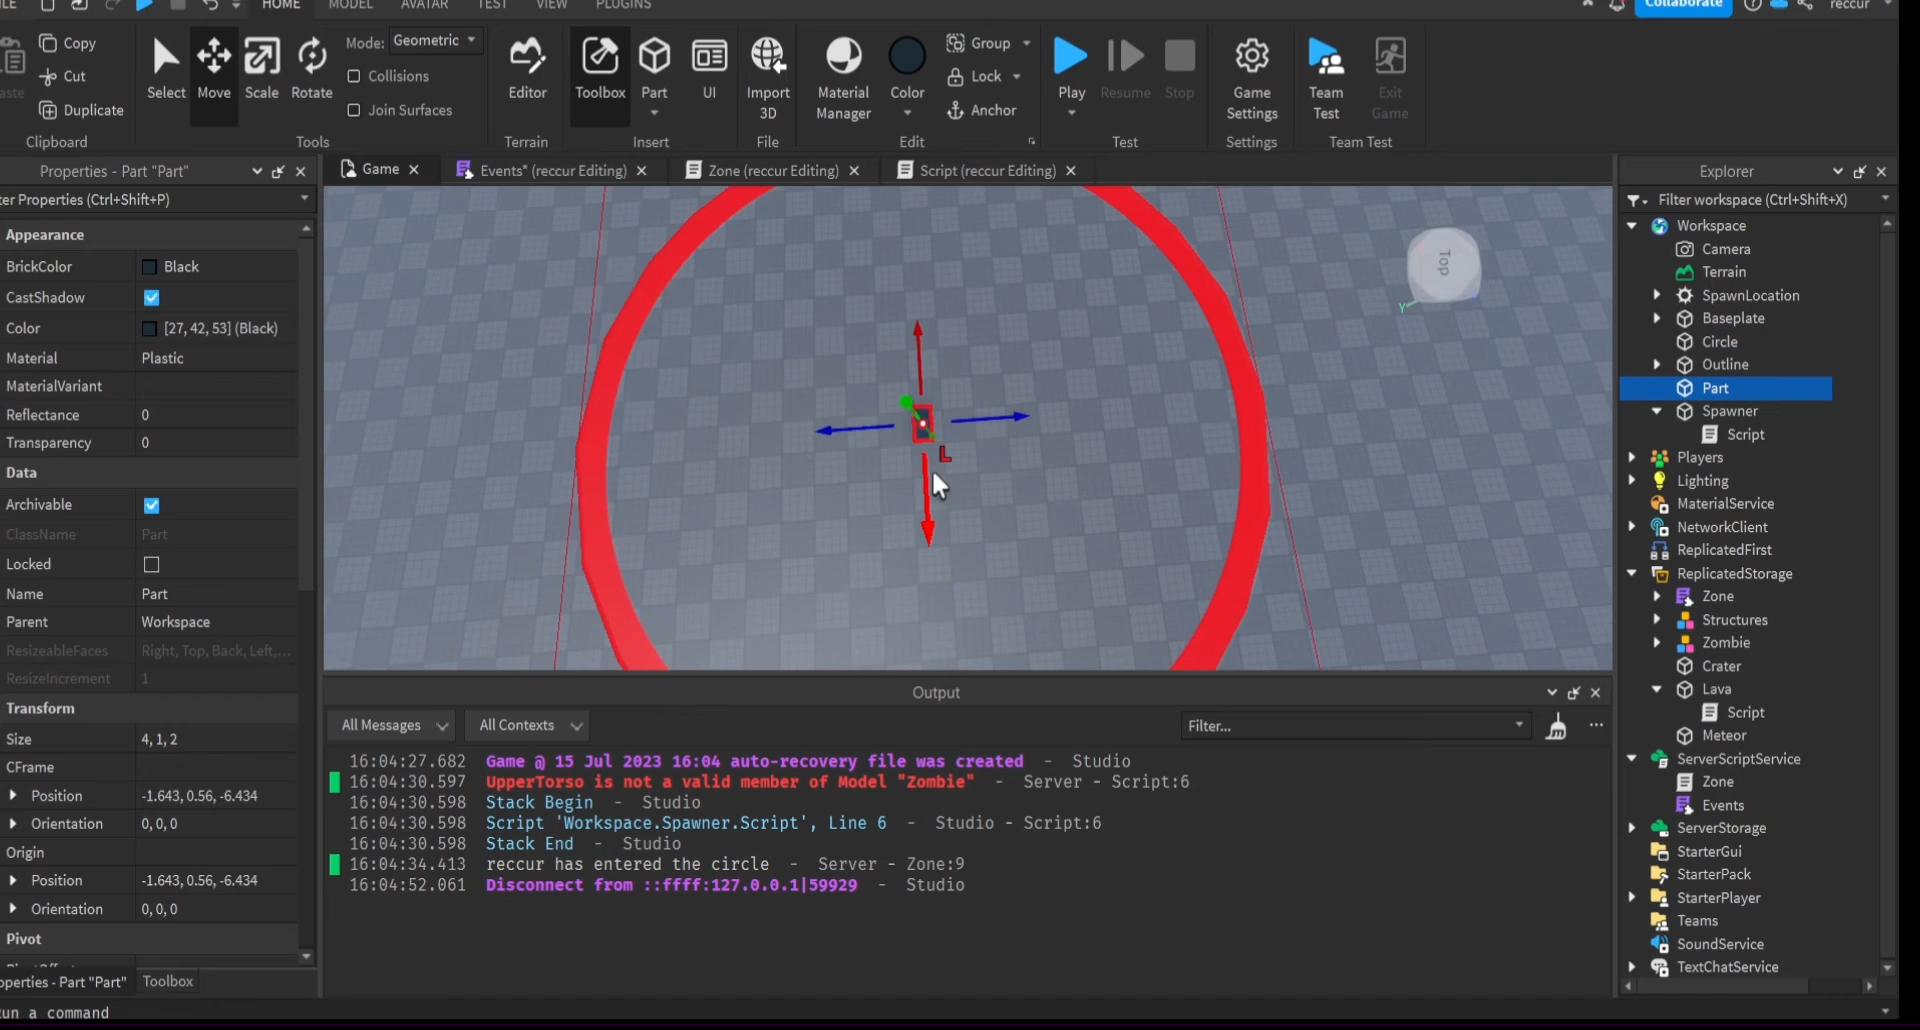 HOME MODEL AVATAR TEST VIEW PLUGINS Collaborate reccur
Copy
Cut
Duplicate
Clipboard
Select Move Scale Rotate
Mode: Geometric
Collisions
Join Surfaces
Tools
Editor
Terrain
Toolbox Part UI
Insert
Import 3D
File
Material Manager
Color
Group
Lock
Anchor
Edit
Play Resume Stop
Test
Game Settings
Settings
Team Test
Exit Game
Team Test
Properties - Part "Part"
ter Properties (Ctrl+Shift+P)
Appearance
BrickColor Black
CastShadow
Color [27, 42, 53] (Black)
Material Plastic
MaterialVariant
Reflectance 0
Transparency 0
Data
Archivable
ClassName Part
Locked
Name Part
Parent Workspace
ResizeableFaces Right, Top, Back, Left,...
ResizeIncrement 1
Transform
Size 4, 1, 2
CFrame
Position -1.643, 0.56, -6.434
Orientation 0, 0, 0
Origin
Position -1.643, 0.56, -6.434
Orientation 0, 0, 0
Pivot
operties - Part "Part" Toolbox
un a command
Game Events* (reccur Editing) Zone (reccur Editing) Script (reccur Editing)
Top
Y
L
Output
All Messages All Contexts Filter...
16:04:27.682 Game @ 15 Jul 2023 16:04 auto-recovery file was created - Studio
16:04:30.597 UpperTorso is not a valid member of Model "Zombie" - Server - Script:6
16:04:30.598 Stack Begin - Studio
16:04:30.598 Script 'Workspace.Spawner.Script', Line 6 - Studio - Script:6
16:04:30.598 Stack End - Studio
16:04:34.413 reccur has entered the circle - Server - Zone:9
16:04:52.061 Disconnect from ::ffff:127.0.0.1|59929 - Studio
Explorer
Filter workspace (Ctrl+Shift+X)
Workspace
Camera
Terrain
SpawnLocation
Baseplate
Circle
Outline
Part
Spawner
Script
Players
Lighting
MaterialService
NetworkClient
ReplicatedFirst
ReplicatedStorage
Zone
Structures
Zombie
Crater
Lava
Script
Meteor
ServerScriptService
Zone
Events
ServerStorage
StarterGui
StarterPack
StarterPlayer
Teams
SoundService
TextChatService